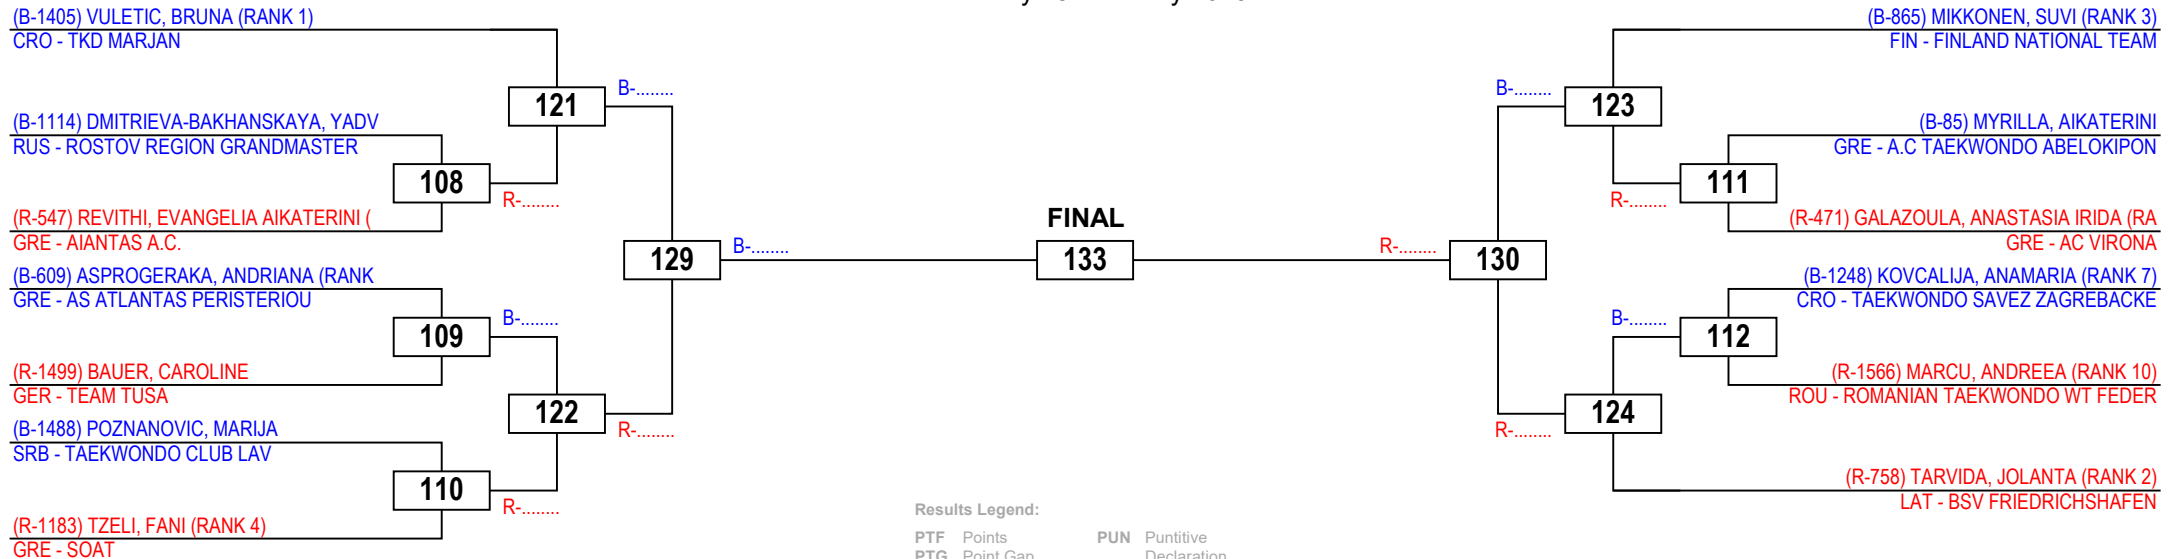 (B-1405) VULETIC, BRUNA (RANK 1)
CRO - TKD MARJAN
121
B-........
(B-1114) DMITRIEVA-BAKHANSKAYA, YADV
RUS - ROSTOV REGION GRANDMASTER
108
R-........
(R-547) REVITHI, EVANGELIA AIKATERINI (
GRE - AIANTAS A.C.
129
B-........
(B-609) ASPROGERAKA, ANDRIANA (RANK
GRE - AS ATLANTAS PERISTERIOU
109
B-........
(R-1499) BAUER, CAROLINE
GER - TEAM TUSA
122
R-........
(B-1488) POZNANOVIC, MARIJA
SRB - TAEKWONDO CLUB LAV
110
R-........
(R-1183) TZELI, FANI (RANK 4)
GRE - SOAT
FINAL
133
(B-865) MIKKONEN, SUVI (RANK 3)
FIN - FINLAND NATIONAL TEAM
B-........
123
(B-85) MYRILLA, AIKATERINI
GRE - A.C TAEKWONDO ABELOKIPON
111
R-........
(R-471) GALAZOULA, ANASTASIA IRIDA (RA
GRE - AC VIRONA
R-........
130
(B-1248) KOVCALIJA, ANAMARIA (RANK 7)
CRO - TAEKWONDO SAVEZ ZAGREBACKE
B-........
112
(R-1566) MARCU, ANDREEA (RANK 10)
ROU - ROMANIAN TAEKWONDO WT FEDER
124
R-........
(R-758) TARVIDA, JOLANTA (RANK 2)
LAT - BSV FRIEDRICHSHAFEN
Results Legend:
PTF Points PUN Puntitive
PTG Point Gap Declaration